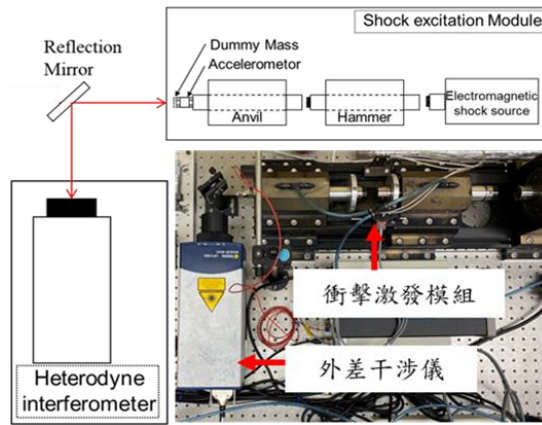 Shock excitation Module
Reflection
Mirror
Dummy Mass
Accelerometor
Anvil
Hammer
Electromagnetic
shock source
衝擊激發模組
外差干涉儀
Heterodyne
interferometer